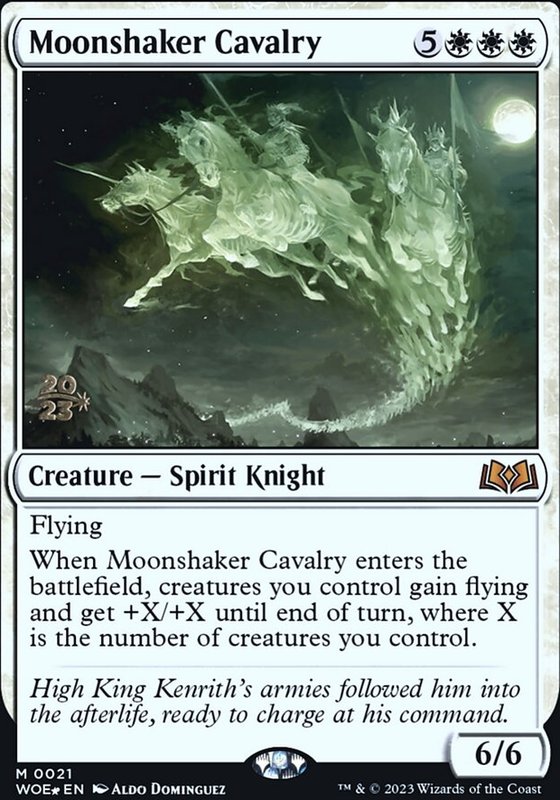 Moonshaker Cavalry 5
20
23
Creature — Spirit Knight
Flying
When Moonshaker Cavalry enters the
battlefield, creatures you control gain flying
and get +X/+X until end of turn, where X
is the number of creatures you control.
High King Kenrith's armies followed him into
the afterlife, ready to charge at his command.
6/6
M 0021
WOE★EN ALDO DOMINGUEZ
™ & © 2023 Wizards of the Coast